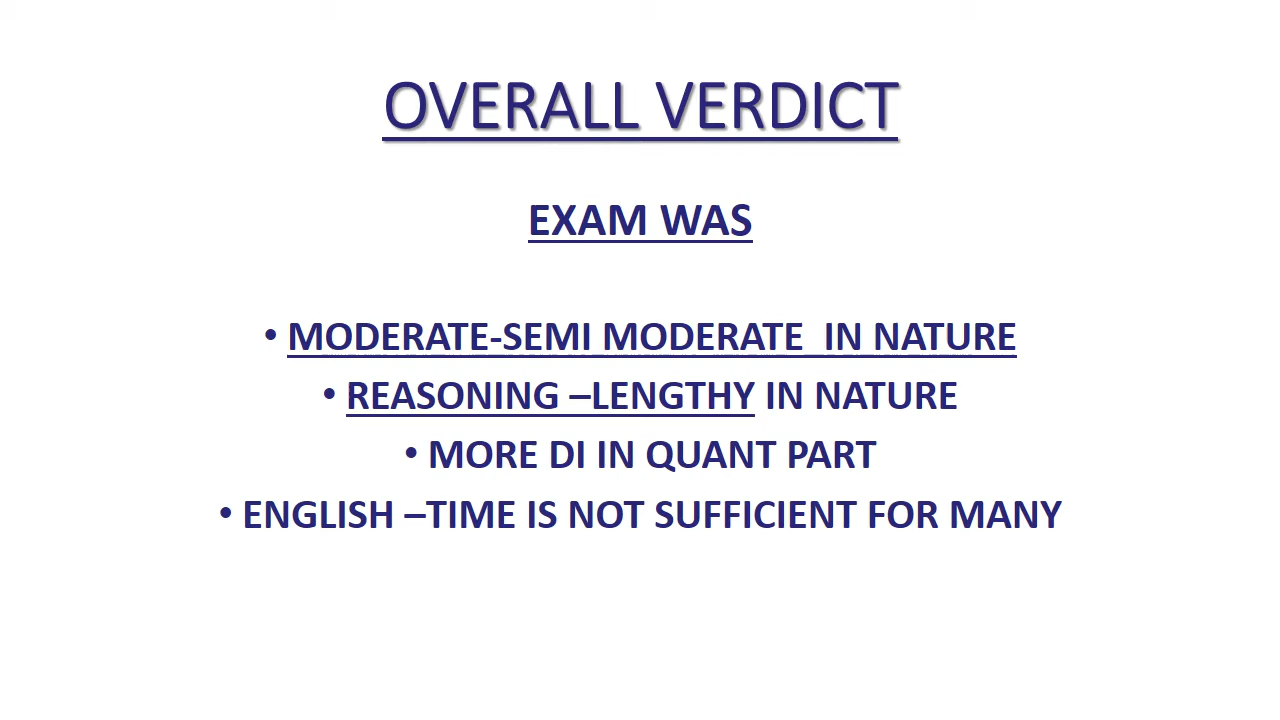 OVERALL VERDICT
EXAM WAS
• MODERATE-SEMI MODERATE  IN NATURE
• REASONING –LENGTHY IN NATURE
• MORE DI IN QUANT PART
• ENGLISH –TIME IS NOT SUFFICIENT FOR MANY